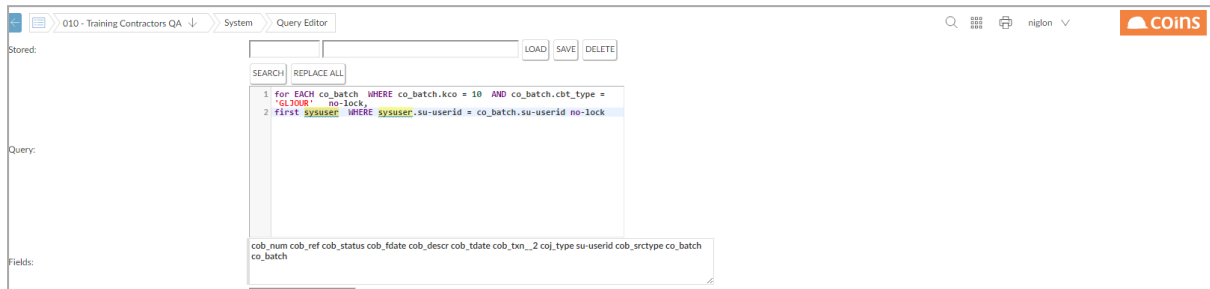 010 - Training Contractors QA System Query Editor niglon coins
Stored: LOAD SAVE DELETE
SEARCH REPLACE ALL
1 for EACH co_batch WHERE co_batch.kco = 10 AND co_batch.cbt_type =
'GLJOUR' no-lock,
2 first sysuser WHERE sysuser.su-userid = co_batch.su-userid no-lock
Query:
cob_num cob_ref cob_status cob_fdate cob_descr cob_tdate cob_txn__2 coj_type su-userid cob_srctype co_batch
co_batch
Fields: